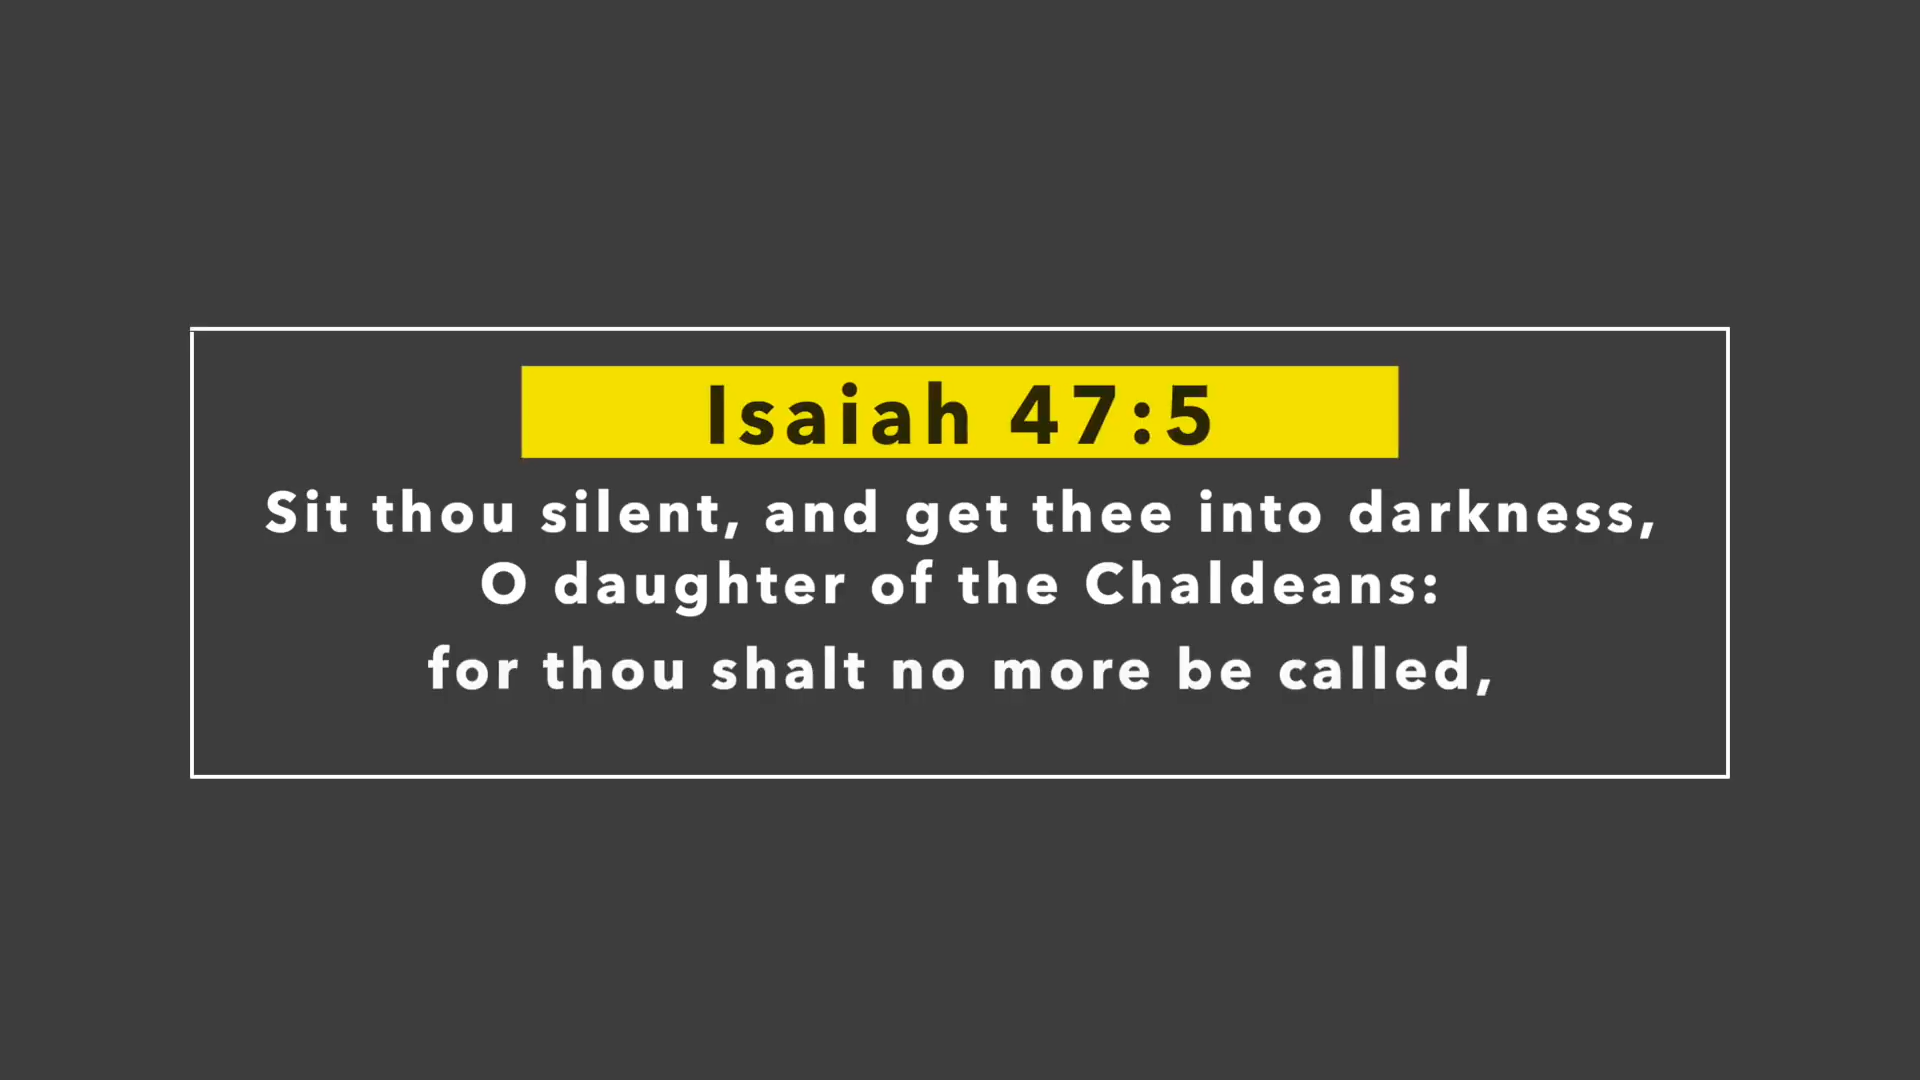 Isaiah 47:5
Sit thou silent, and get thee into darkness,
O daughter of the Chaldeans:
for thou shalt no more be called,